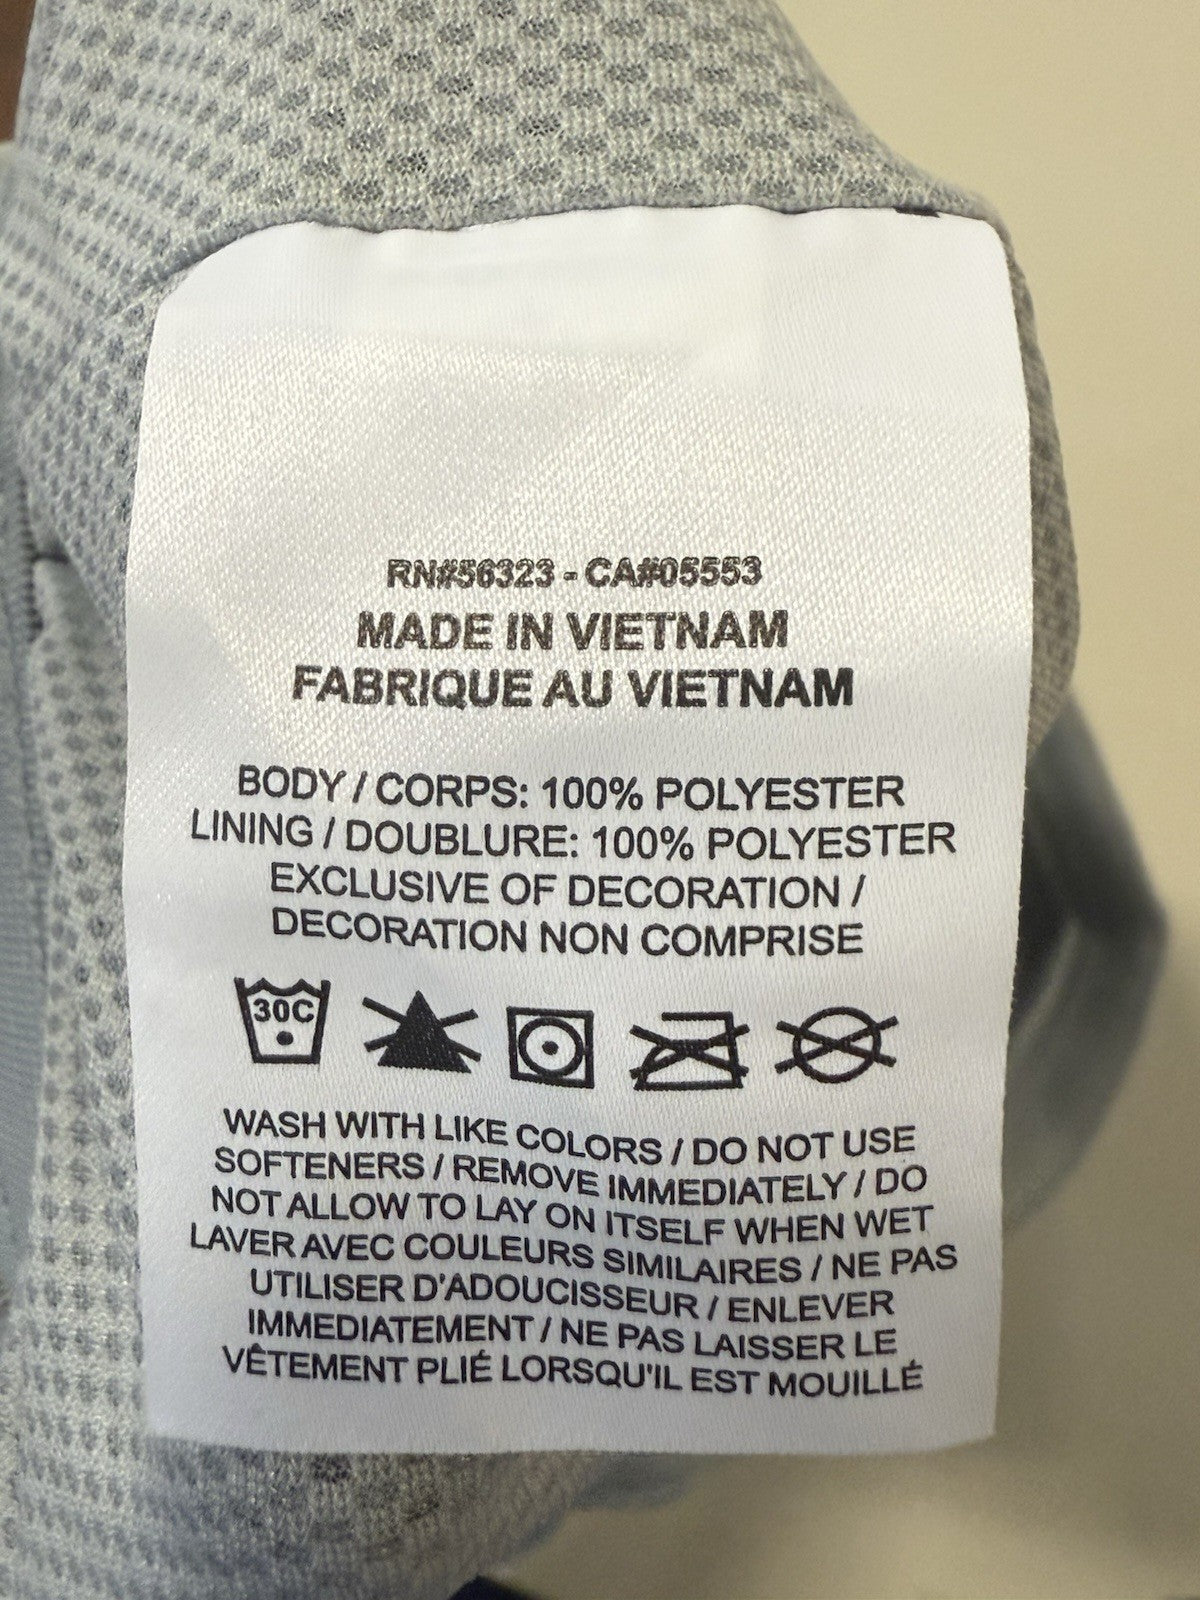 RN#56323 - CA#05553
MADE IN VIETNAM
FABRIQUE AU VIETNAM
BODY / CORPS: 100% POLYESTER
LINING / DOUBLURE: 100% POLYESTER
EXCLUSIVE OF DECORATION /
DECORATION NON COMPRISE
30C
WASH WITH LIKE COLORS / DO NOT USE
SOFTENERS / REMOVE IMMEDIATELY / DO
NOT ALLOW TO LAY ON ITSELF WHEN WET
LAVER AVEC COULEURS SIMILAIRES / NE PAS
UTILISER D'ADOUCISSEUR / ENLEVER
IMMEDIATEMENT / NE PAS LAISSER LE
VÊTEMENT PLIÉ LORSQU'IL EST MOUILLÉ